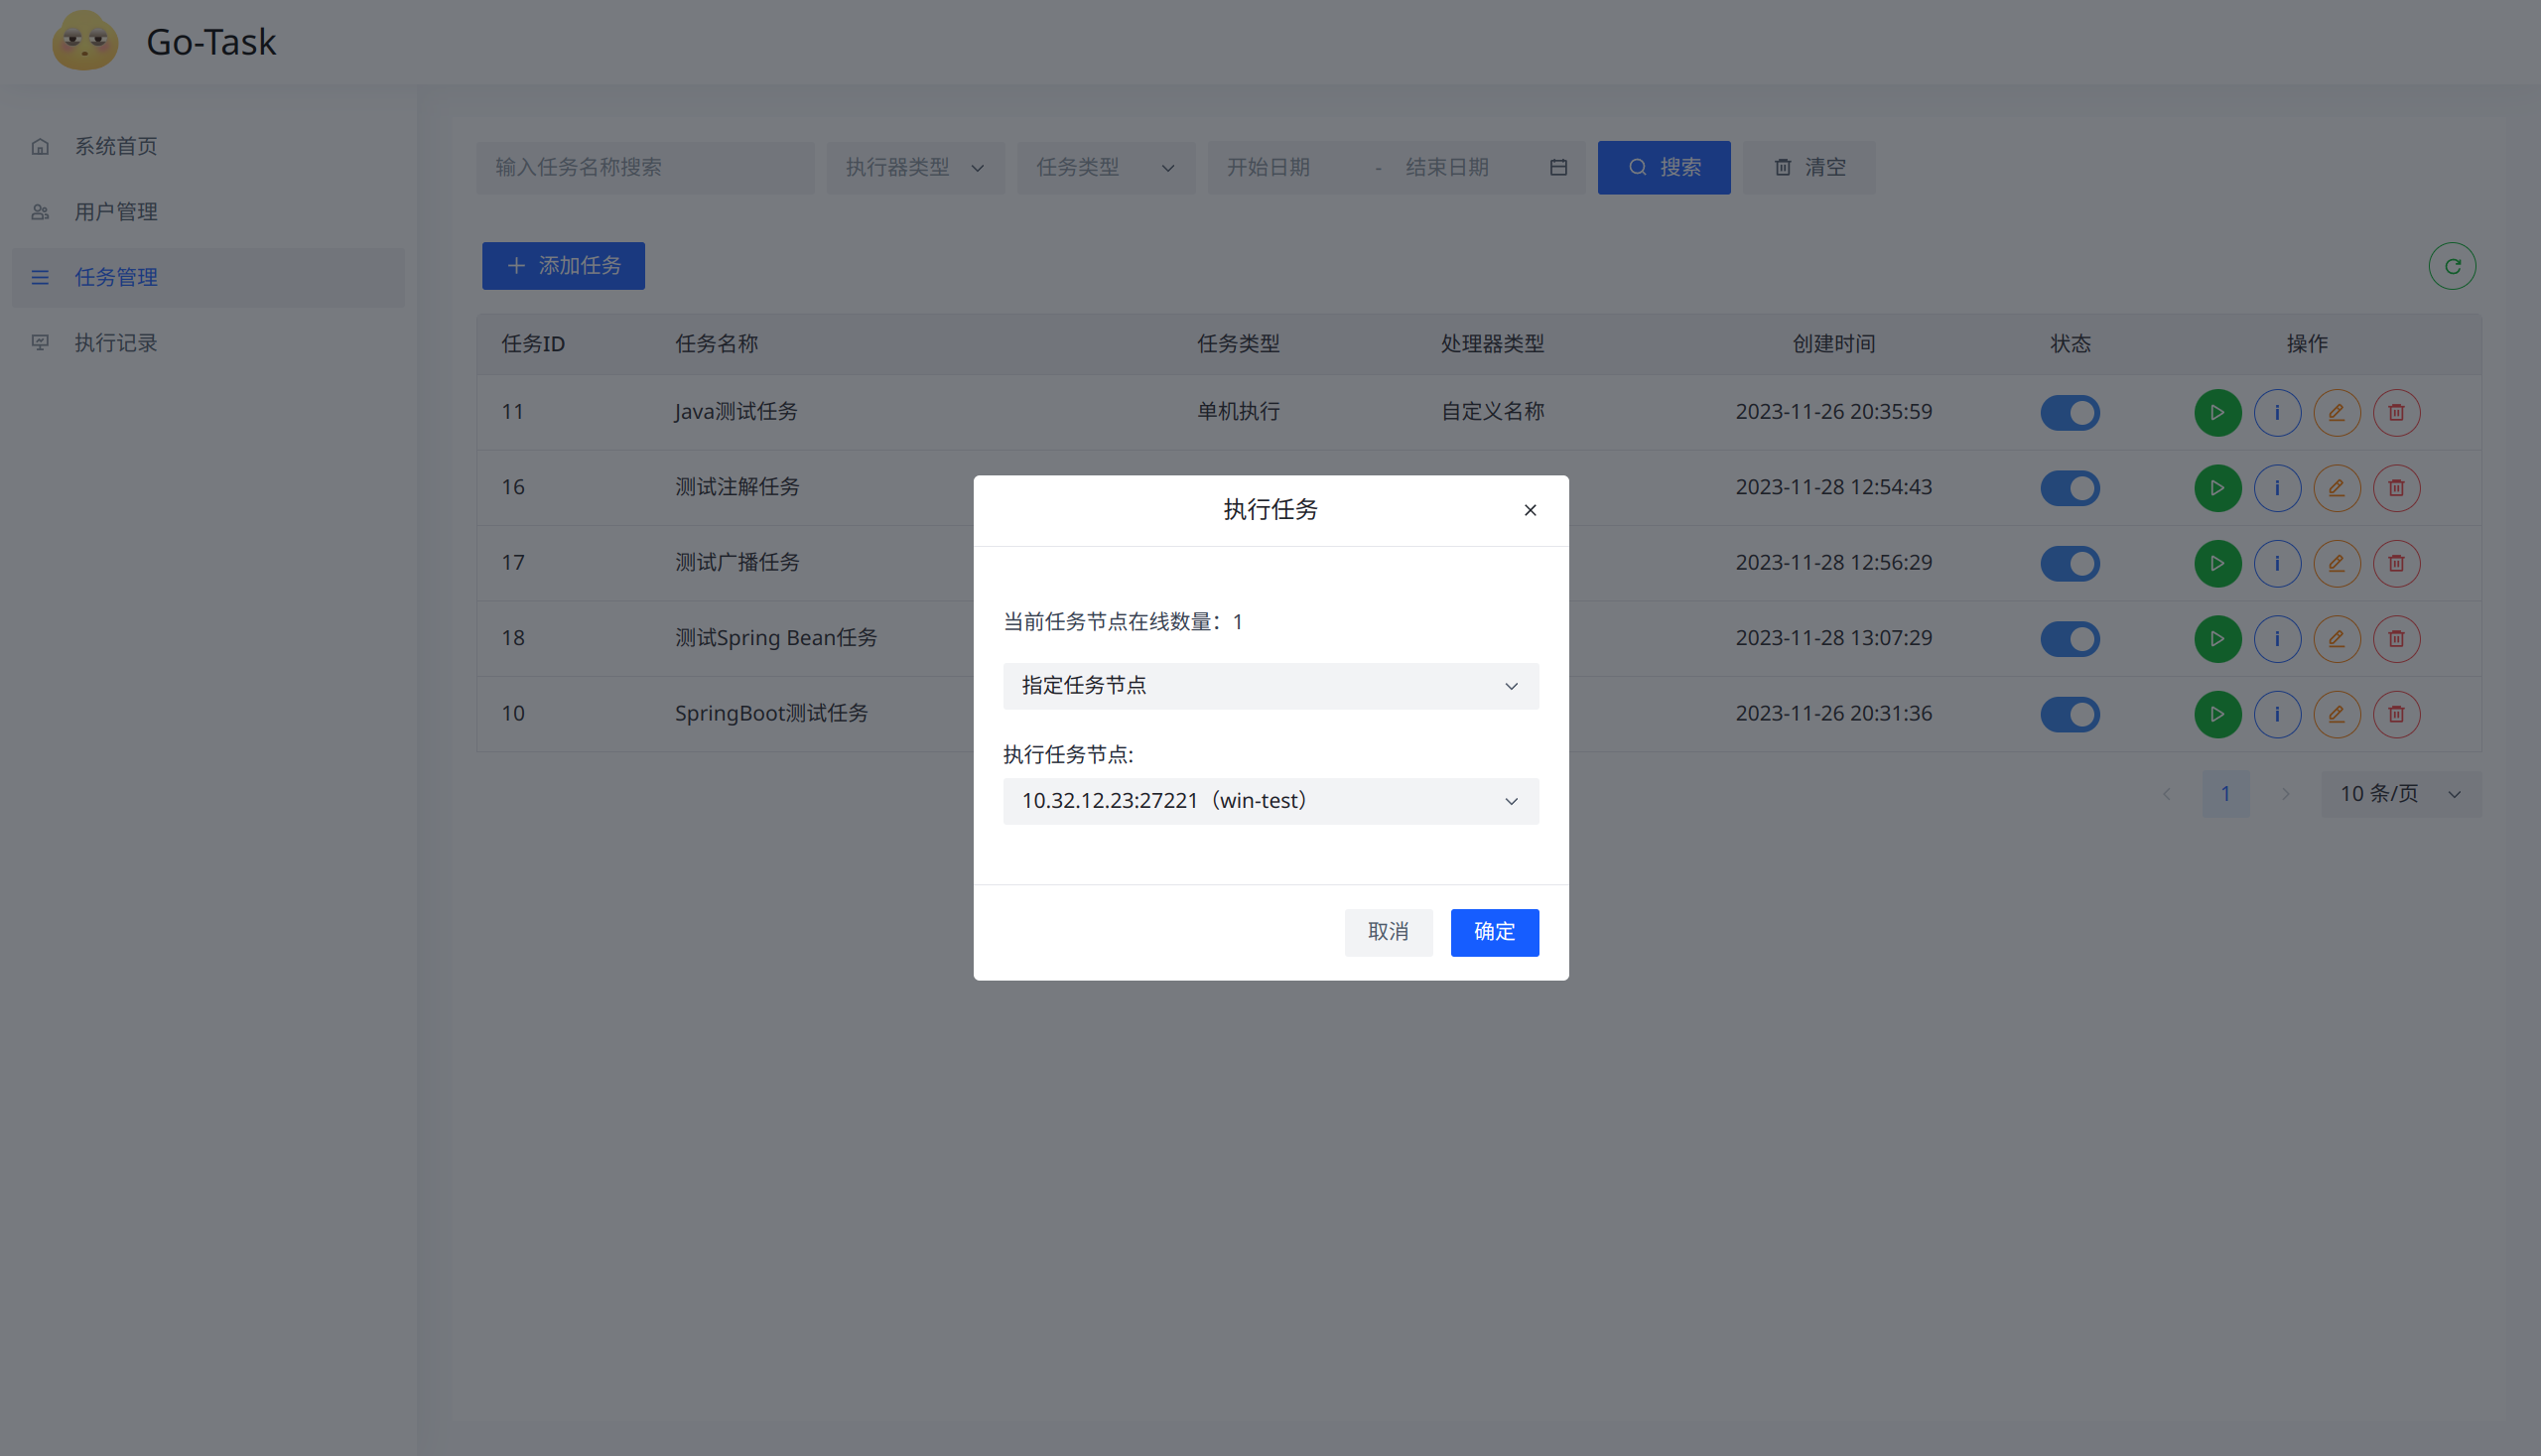 Go-Task
系统首页
用户管理
任务管理
执行记录
输入任务名称搜索 执行器类型 任务类型 开始日期 - 结束日期 搜索 清空
添加任务
任务ID 任务名称 任务类型 处理器类型 创建时间 状态 操作
11 Java测试任务 单机执行 自定义名称 2023-11-26 20:35:59
16 测试注解任务 2023-11-28 12:54:43
17 测试广播任务 2023-11-28 12:56:29
18 测试Spring Bean任务 2023-11-28 13:07:29
10 SpringBoot测试任务 2023-11-26 20:31:36
1 10 条/页
执行任务
当前任务节点在线数量：1
指定任务节点
执行任务节点:
10.32.12.23:27221（win-test）
取消 确定